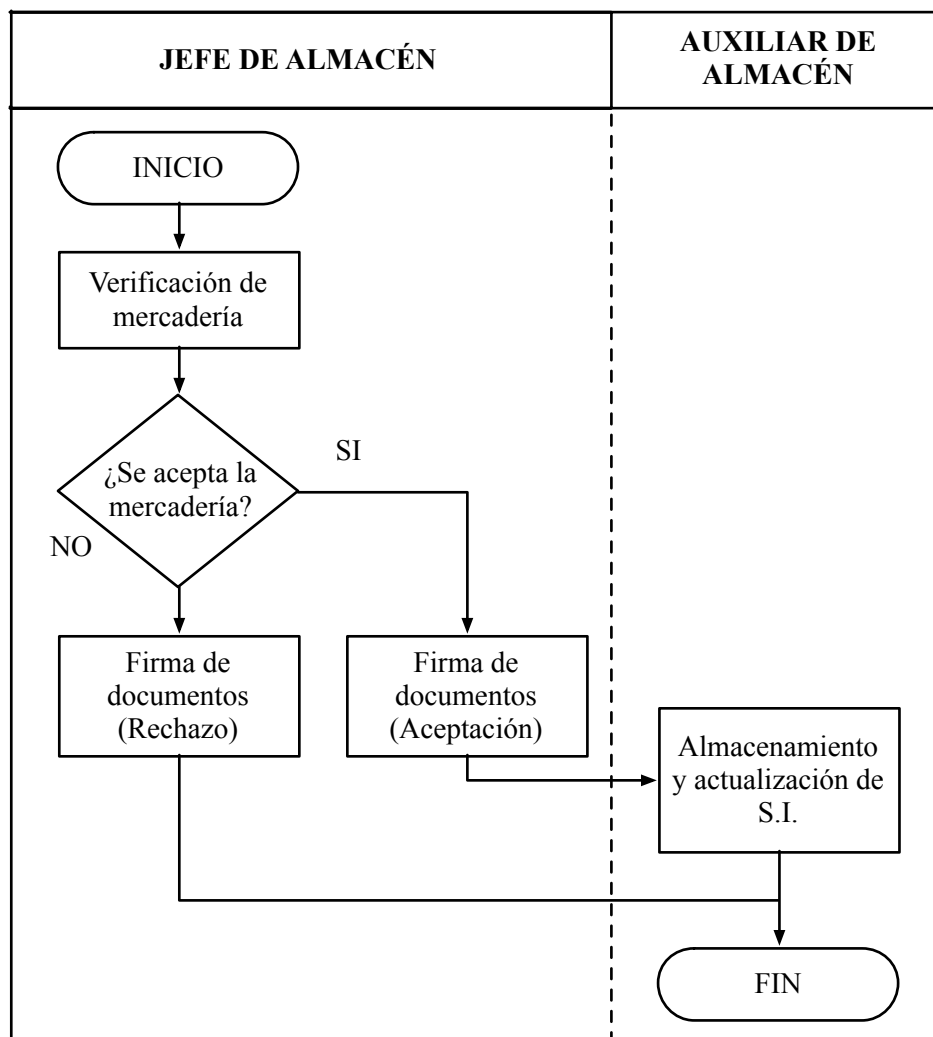 JEFE DE ALMACÉN
AUXILIAR DE
ALMACÉN
INICIO
Verificación de
mercadería
¿Se acepta la
mercadería?
SI
NO
Firma de
documentos
(Rechazo)
Firma de
documentos
(Aceptación)
Almacenamiento
y actualización de
S.I.
FIN